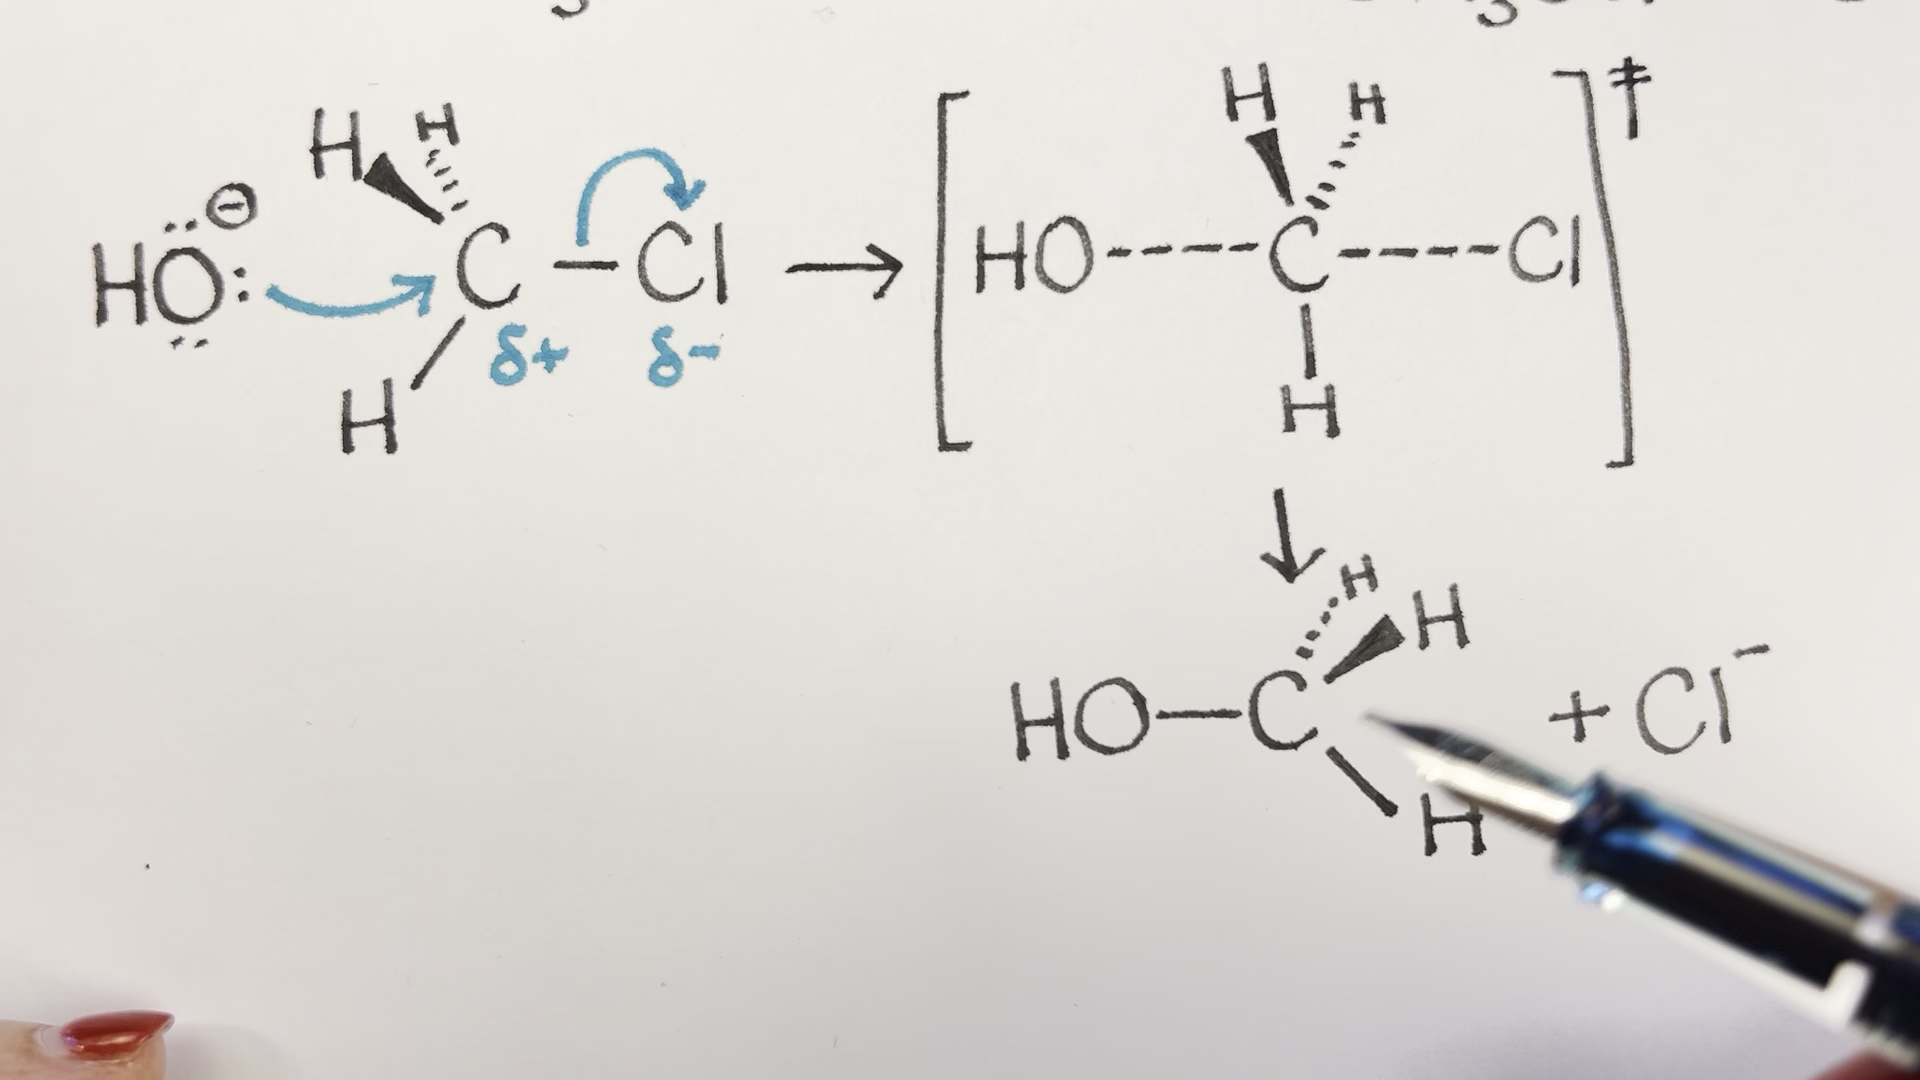 H H H H
HO:⊖ C — Cl → [ HO ----- C ----- Cl ]‡
δ+ δ-
H H
↓
H H
HO — C + Cl⁻
H